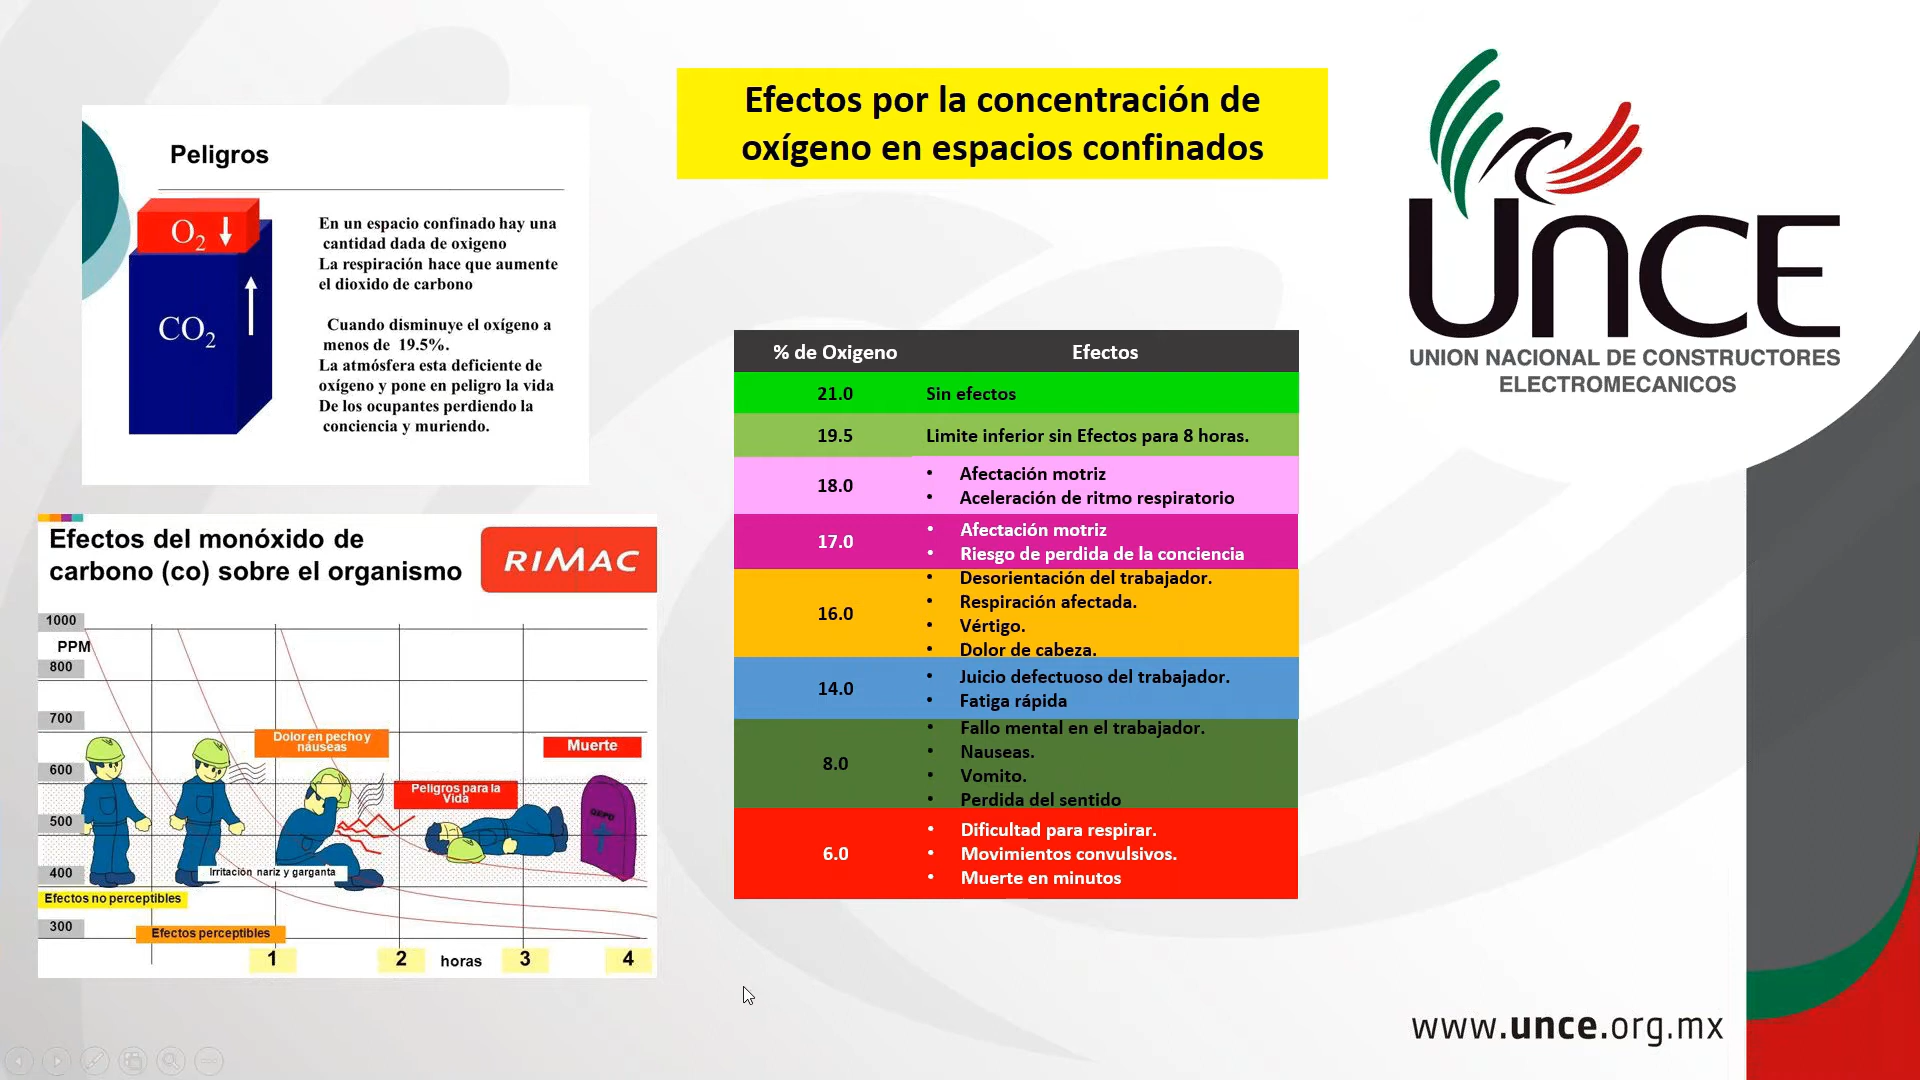 Efectos por la concentración de
oxígeno en espacios confinados
Peligros
O2
CO2
En un espacio confinado hay una
cantidad dada de oxigeno
La respiración hace que aumente
el dioxido de carbono
Cuando disminuye el oxígeno a
menos de 19.5%.
La atmósfera esta deficiente de
oxígeno y pone en peligro la vida
De los ocupantes perdiendo la
conciencia y muriendo.
Efectos del monóxido de
carbono (co) sobre el organismo
RIMAC
1000
PPM
800
700
600
500
400
300
Dolor en pecho y
náuseas
Muerte
Peligros para la
Vida
QEPD
Irritación nariz y garganta
Efectos no perceptibles
Efectos perceptibles
1 2 horas 3 4
% de Oxigeno Efectos
21.0 Sin efectos
19.5 Limite inferior sin Efectos para 8 horas.
18.0
• Afectación motriz
• Aceleración de ritmo respiratorio
17.0
• Afectación motriz
• Riesgo de perdida de la conciencia
16.0
• Desorientación del trabajador.
• Respiración afectada.
• Vértigo.
• Dolor de cabeza.
14.0
• Juicio defectuoso del trabajador.
• Fatiga rápida
8.0
• Fallo mental en el trabajador.
• Nauseas.
• Vomito.
• Perdida del sentido
6.0
• Dificultad para respirar.
• Movimientos convulsivos.
• Muerte en minutos
UNCE
UNION NACIONAL DE CONSTRUCTORES
ELECTROMECANICOS
www.unce.org.mx